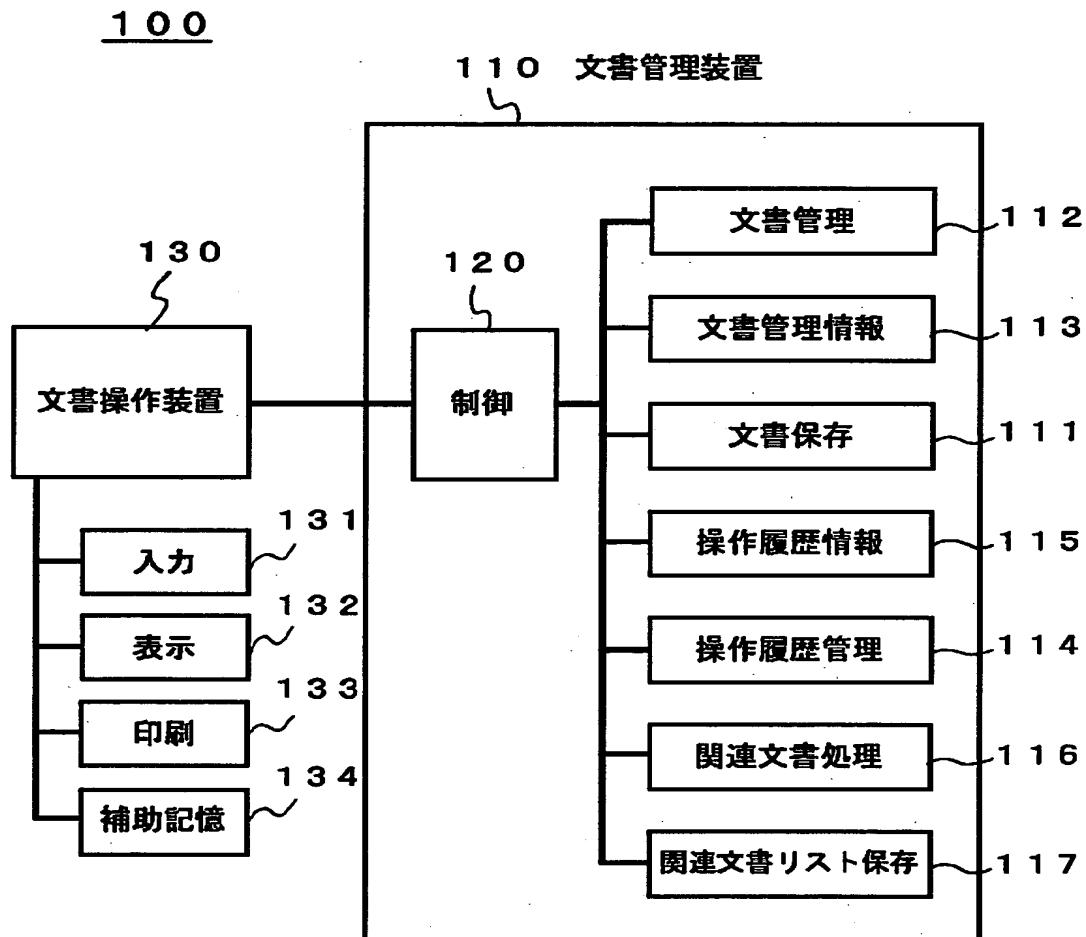 １００
１１０ 文書管理装置
１３０
文書操作装置
１３１
入力
１３２
表示
１３３
印刷
１３４
補助記憶
１２０
制御
文書管理
１１２
文書管理情報
１１３
文書保存
１１１
操作履歴情報
１１５
操作履歴管理
１１４
関連文書処理
１１６
関連文書リスト保存
１１７